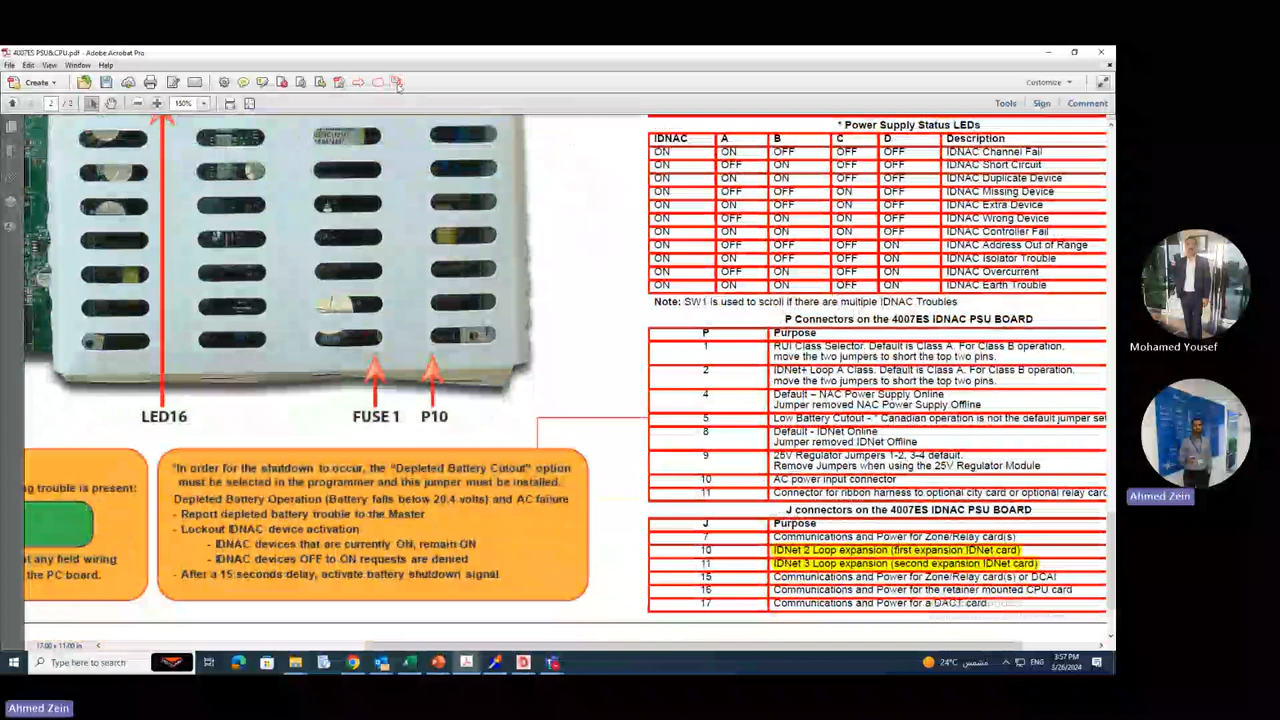 4007ES PSU&CPU.pdf - Adobe Acrobat Pro
File Edit View Window Help
Create
Customize
2 / 2
150%
Tools Sign Comment
* Power Supply Status LEDs
IDNAC A B C D Description
ON ON OFF OFF OFF IDNAC Channel Fail
ON OFF ON OFF OFF IDNAC Short Circuit
ON ON ON OFF OFF IDNAC Duplicate Device
ON OFF OFF ON OFF IDNAC Missing Device
ON ON OFF ON OFF IDNAC Extra Device
ON OFF ON ON OFF IDNAC Wrong Device
ON ON ON ON OFF IDNAC Controller Fail
ON OFF OFF OFF ON IDNAC Address Out of Range
ON ON OFF OFF ON IDNAC Isolator Trouble
ON OFF ON OFF ON IDNAC Overcurrent
ON ON ON OFF ON IDNAC Earth Trouble
Note: SW1 is used to scroll if there are multiple IDNAC Troubles
P Connectors on the 4007ES IDNAC PSU BOARD
P Purpose
1 RUI Class Selector. Default is Class A. For Class B operation,
move the two jumpers to short the top two pins.
2 IDNet+ Loop A Class. Default is Class A. For Class B operation,
move the two jumpers to short the top two pins.
4 Default – NAC Power Supply Online
Jumper removed NAC Power Supply Offline
5 Low Battery Cutout - * Canadian operation is not the default jumper set
8 Default - IDNet Online
Jumper removed IDNet Offline
9 25V Regulator Jumpers 1-2, 3-4 default.
Remove Jumpers when using the 25V Regulator Module
10 AC power input connector
11 Connector for ribbon harness to optional city card or optional relay card
J connectors on the 4007ES IDNAC PSU BOARD
J Purpose
7 Communications and Power for Zone/Relay card(s)
10 IDNet 2 Loop expansion (first expansion IDNet card)
11 IDNet 3 Loop expansion (second expansion IDNet card)
15 Communications and Power for Zone/Relay card(s) or DCAI
16 Communications and Power for the retainer mounted CPU card
17 Communications and Power for a DACT card
LED16 FUSE 1 P10
ng trouble is present:
at any field wiring
the PC board.
*In order for the shutdown to occur, the "Depleted Battery Cutout" option
must be selected in the programmer and this jumper must be installed.
Depleted Battery Operation (Battery falls below 20.4 volts) and AC failure
- Report depleted battery trouble to the Master
- Lockout IDNAC device activation
- IDNAC devices that are currently ON, remain ON
- IDNAC devices OFF to ON requests are denied
- After a 15 seconds delay, activate battery shutdown signal
17.00 x 11.00 in
Type here to search
24°C مشمس
ENG
3:57 PM
3/26/2024
Mohamed Yousef
Ahmed Zein
Ahmed Zein